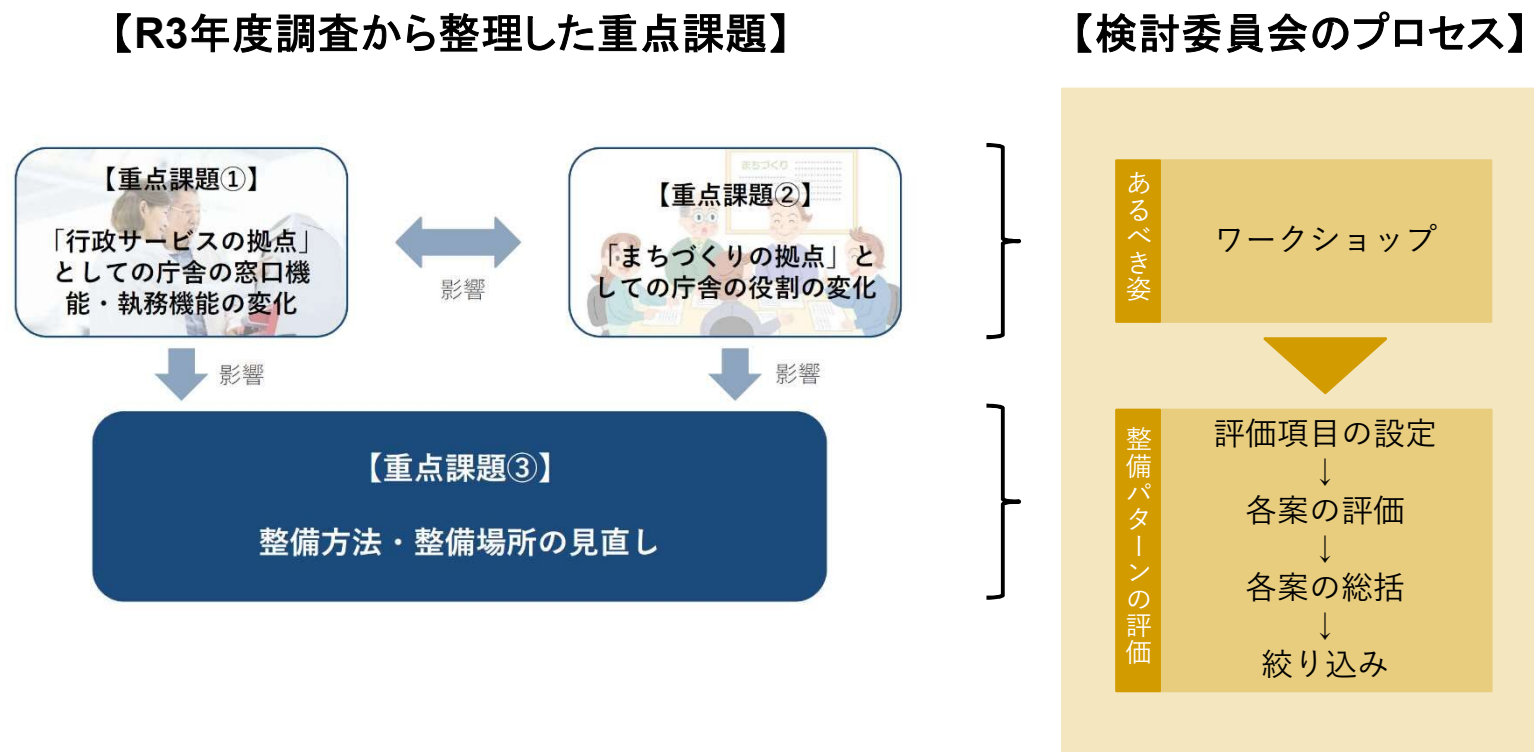 【R3年度調査から整理した重点課題】
【重点課題①】
「行政サービスの拠点」
としての庁舎の窓口機
能・執務機能の変化
影響
まちづくり
【重点課題②】
「まちづくりの拠点」と
しての庁舎の役割の変化
影響
影響
【重点課題③】
整備方法・整備場所の見直し
【検討委員会のプロセス】
あるべき姿
ワークショップ
整備パターンの評価
評価項目の設定
↓
各案の評価
↓
各案の総括
↓
絞り込み